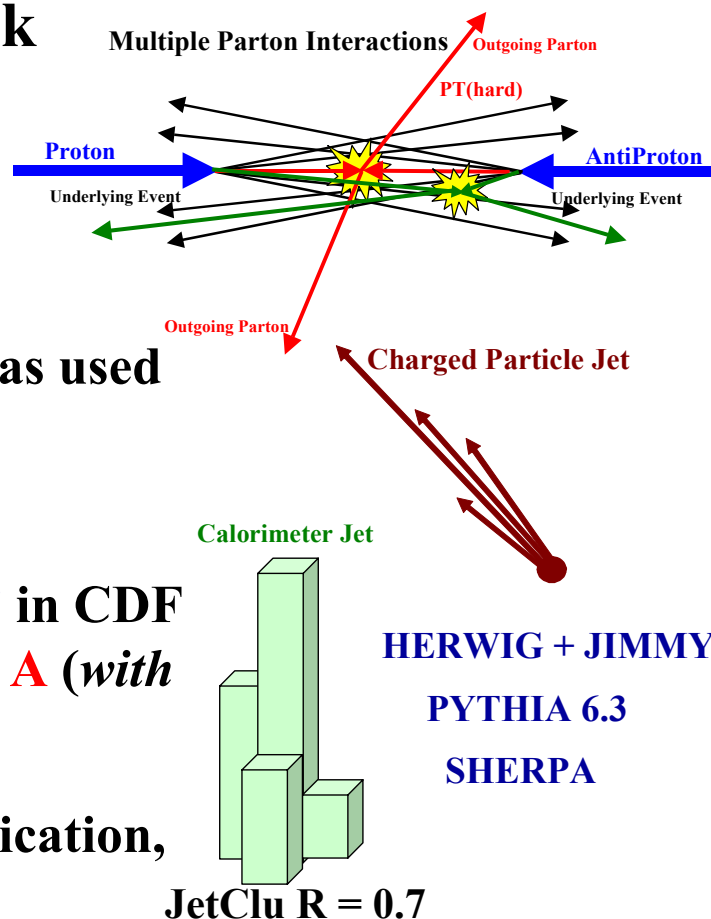 k
Multiple Parton Interactions
Outgoing Parton
PT(hard)
Proton
AntiProton
Underlying Event
Underlying Event
Outgoing Parton
as used
Charged Particle Jet
Calorimeter Jet
in CDF
HERWIG + JIMMY
A (with
PYTHIA 6.3
SHERPA
ication,
JetClu R = 0.7